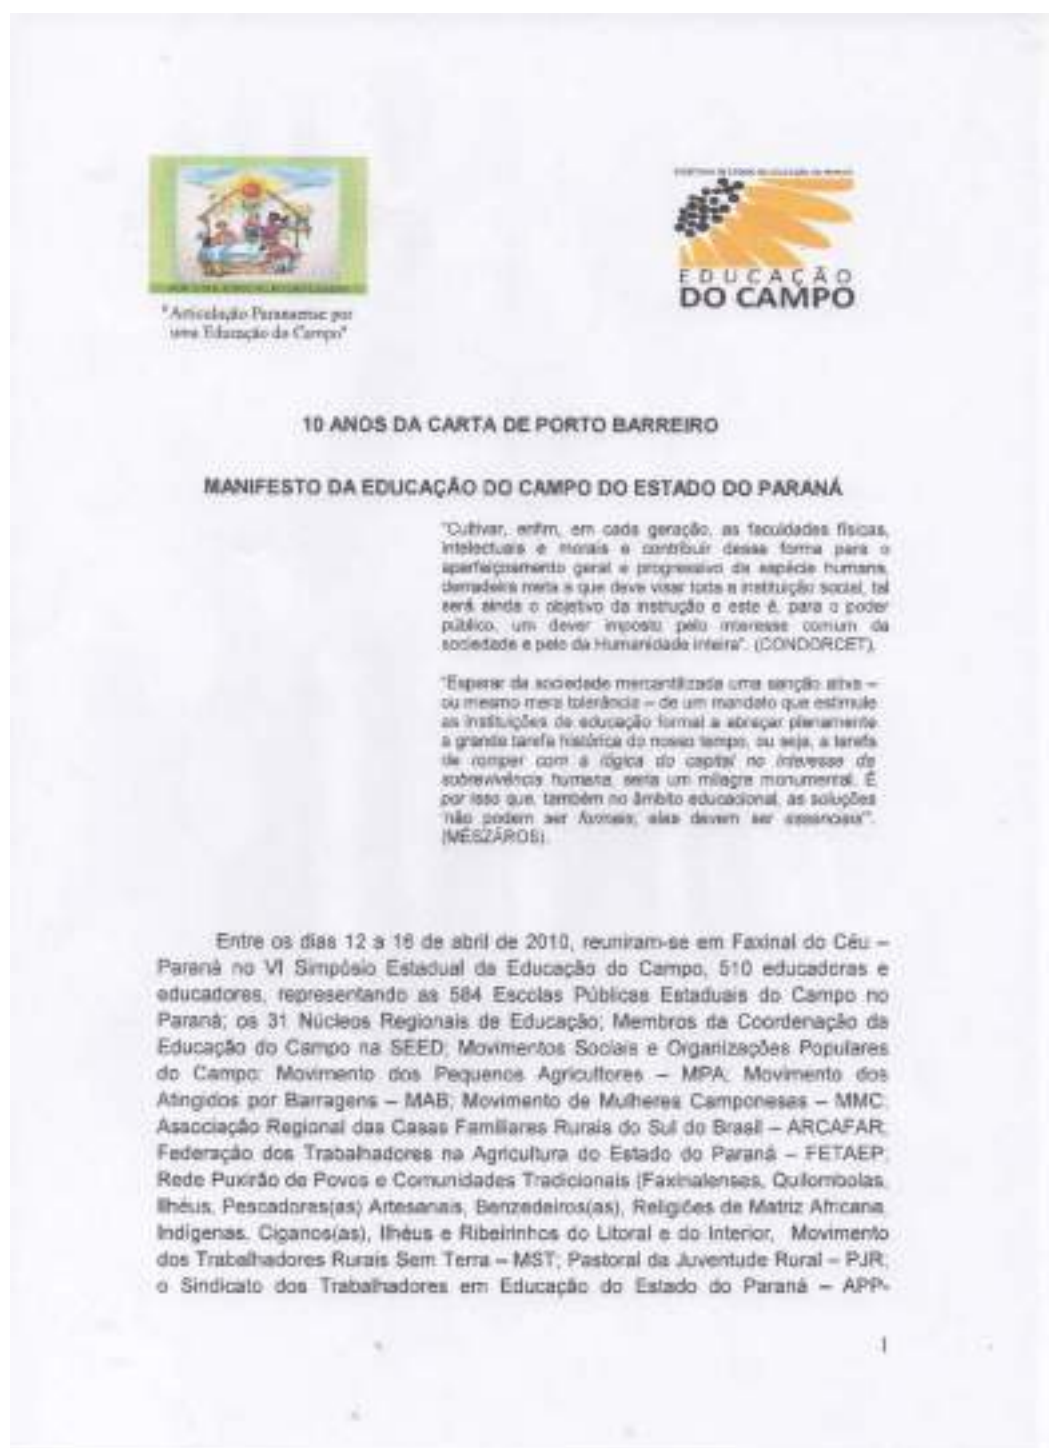 "Articulação Paranaense por
uma Educação do Campo"
EDUCAÇÃO
DO CAMPO
10 ANOS DA CARTA DE PORTO BARREIRO
MANIFESTO DA EDUCAÇÃO DO CAMPO DO ESTADO DO PARANÁ
"Cultivar, enfim, em cada geração, as faculdades físicas,
intelectuais e morais e contribuir dessa forma para o
aperfeiçoamento geral e progressivo da espécie humana,
derradeira meta a que deve visar toda a instituição social, tal
será ainda o objetivo da instrução e este é, para o poder
público, um dever imposto pelo interesse comum da
sociedade e pelo da Humanidade inteira". (CONDORCET).
"Esperar da sociedade mercantilizada uma sanção ativa –
ou mesmo mera tolerância – de um mandato que estimule
as instituições de educação formal a abraçar plenamente
a grande tarefa histórica do nosso tempo, ou seja, a tarefa
de romper com a lógica do capital no interesse da
sobrevivência humana, seria um milagre monumental. É
por isso que, também no âmbito educacional, as soluções
'não podem ser formais; elas devem ser essenciais'".
(MÉSZÁROS).
Entre os dias 12 a 16 de abril de 2010, reuniram-se em Faxinal do Céu –
Paraná no VI Simpósio Estadual da Educação do Campo, 510 educadoras e
educadores, representando as 584 Escolas Públicas Estaduais do Campo no
Paraná; os 31 Núcleos Regionais de Educação; Membros da Coordenação da
Educação do Campo na SEED; Movimentos Sociais e Organizações Populares
do Campo: Movimento dos Pequenos Agricultores – MPA; Movimento dos
Atingidos por Barragens – MAB; Movimento de Mulheres Camponesas – MMC;
Associação Regional das Casas Familiares Rurais do Sul do Brasil – ARCAFAR;
Federação dos Trabalhadores na Agricultura do Estado do Paraná – FETAEP;
Rede Puxirão de Povos e Comunidades Tradicionais (Faxinalenses, Quilombolas,
Ilhéus, Pescadores(as) Artesanais, Benzedeiros(as), Religiões de Matriz Africana,
Indígenas, Ciganos(as), Ilhéus e Ribeirinhos do Litoral e do Interior, Movimento
dos Trabalhadores Rurais Sem Terra – MST; Pastoral da Juventude Rural – PJR;
o Sindicato dos Trabalhadores em Educação do Estado do Paraná – APP-
1